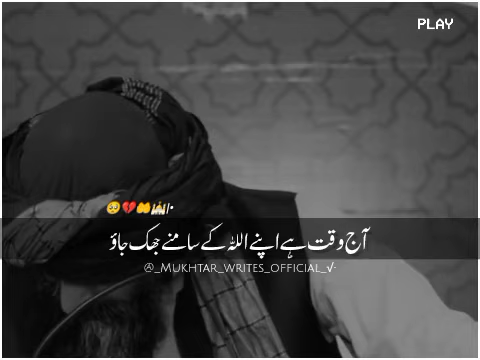 PLAY
🥺💔🤲🕌|•
آج وقت ہے اپنے اللہ کے سامنے جھک جاؤ
@_Mukhtar_writes_official_√·